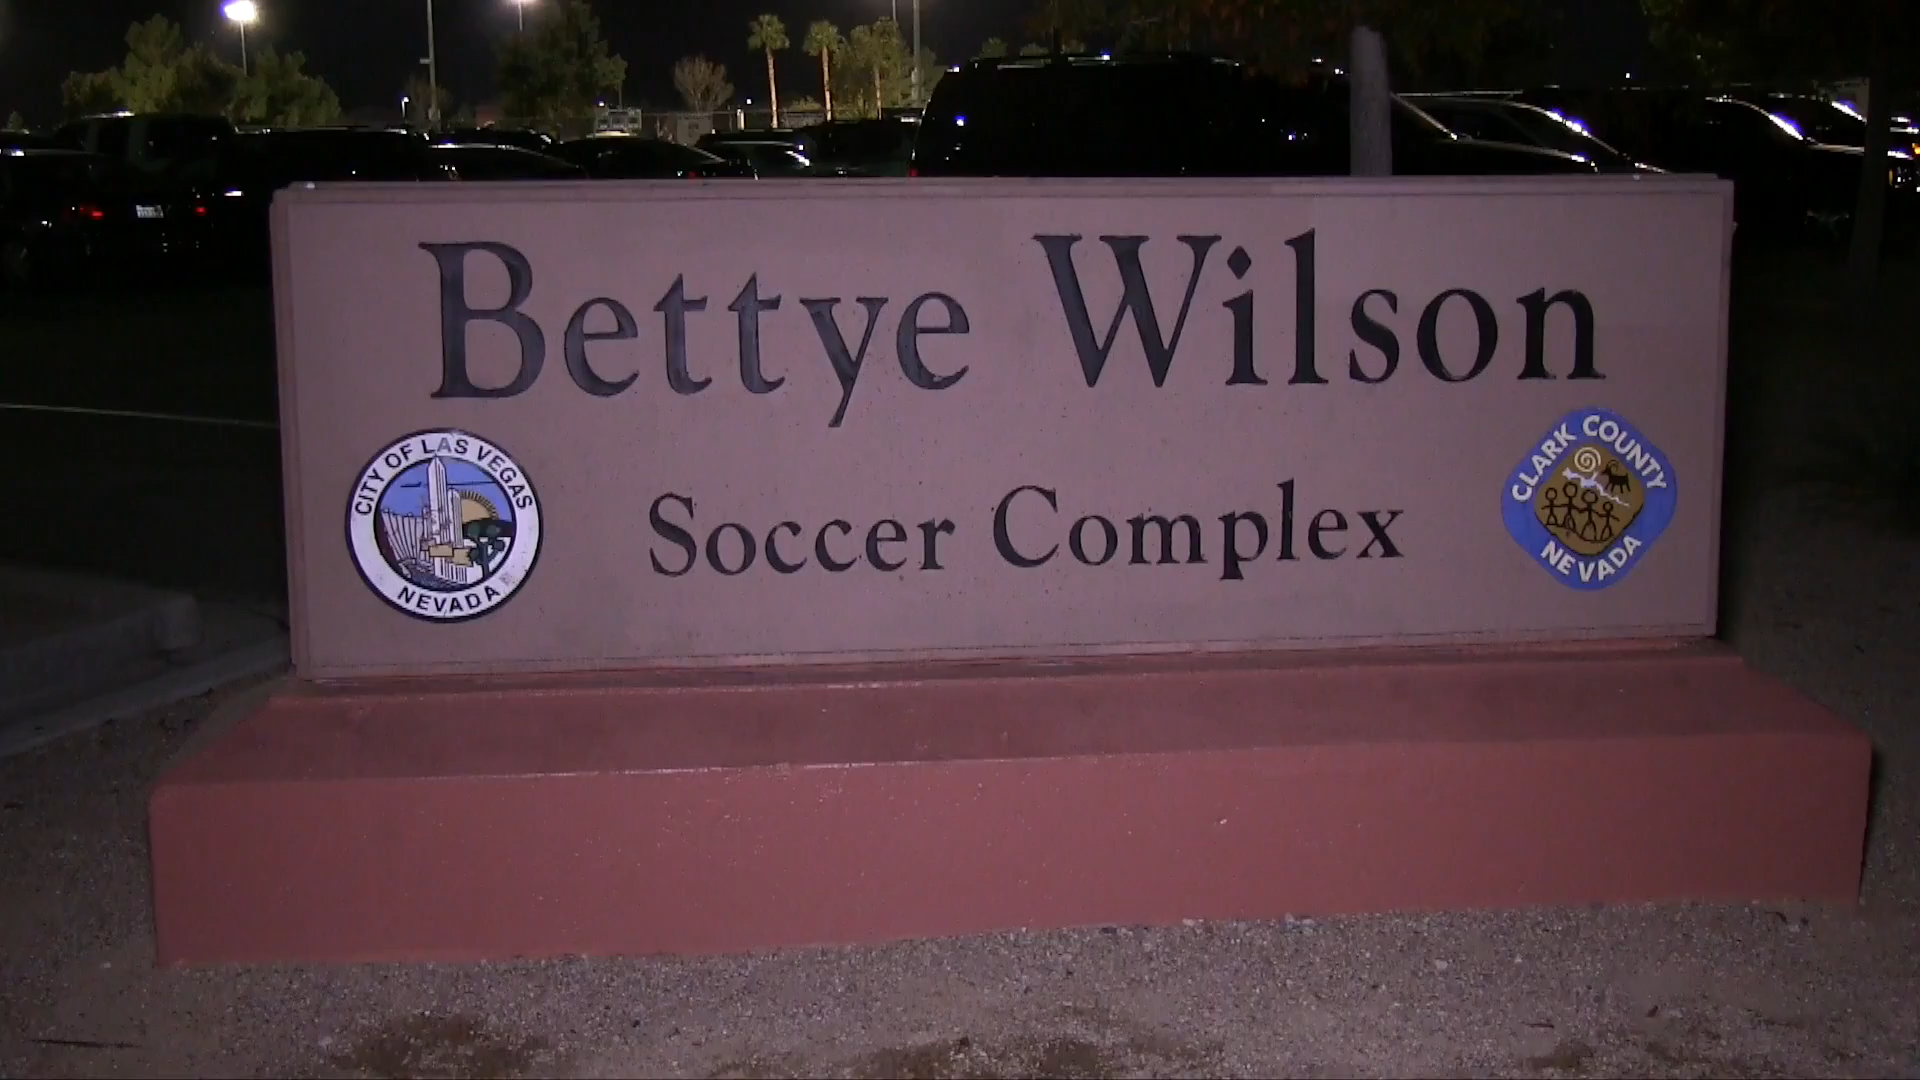 Bettye Wilson
Soccer Complex
CITY OF LAS VEGAS
NEVADA
CLARK COUNTY
NEVADA